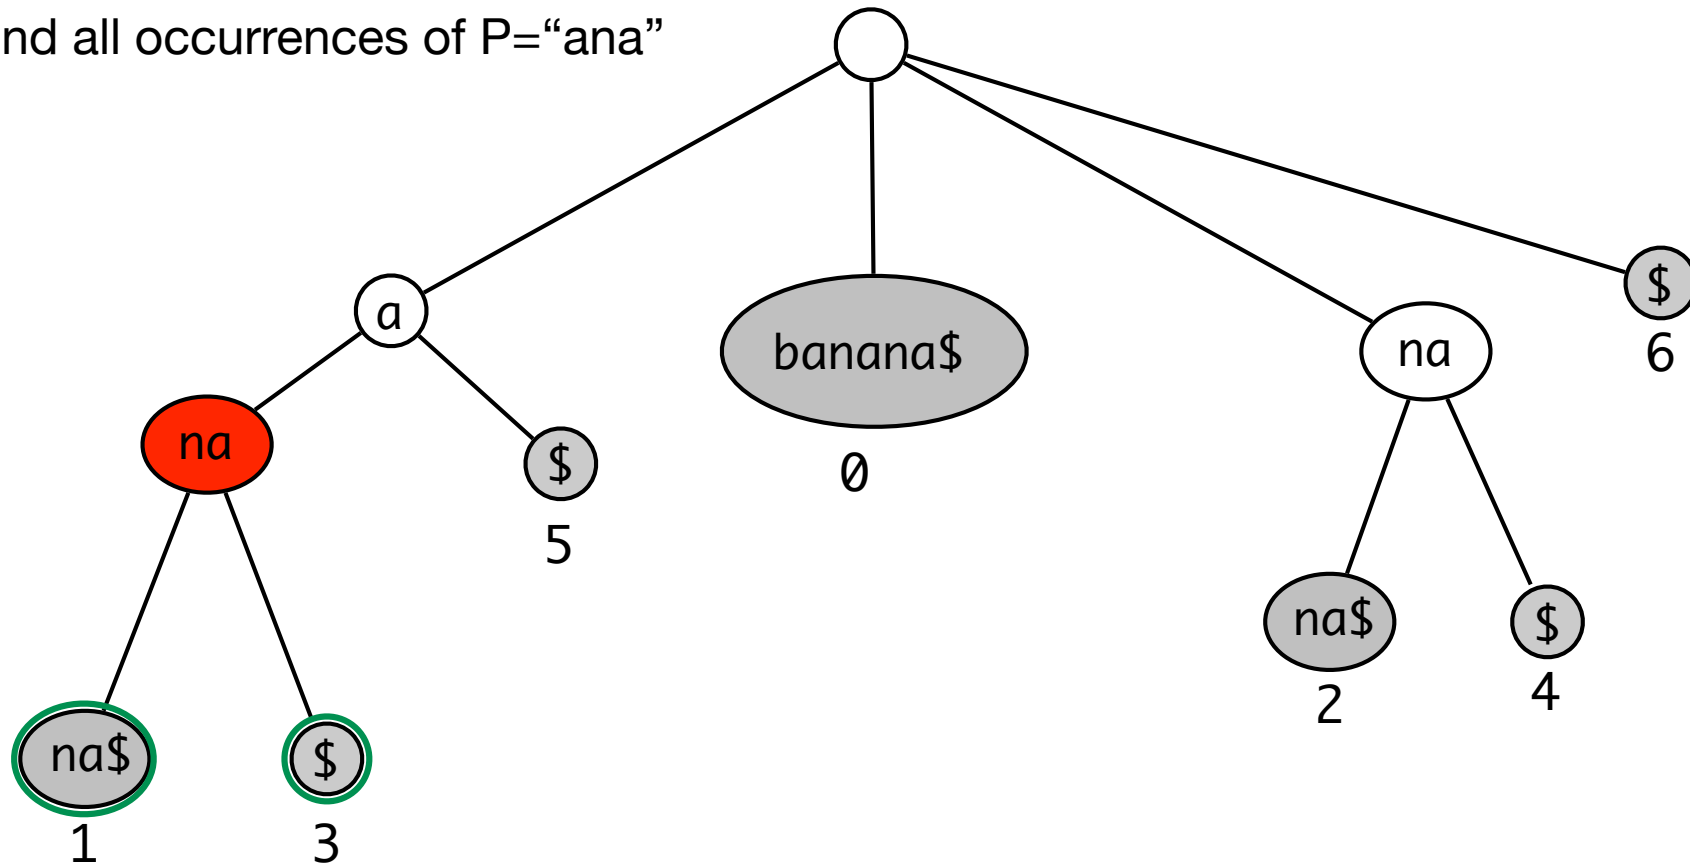 nd all occurrences of P=“ana”
$
a
banana$
na
6
na
$
0
5
na$
$
2
4
na$
$
1
3